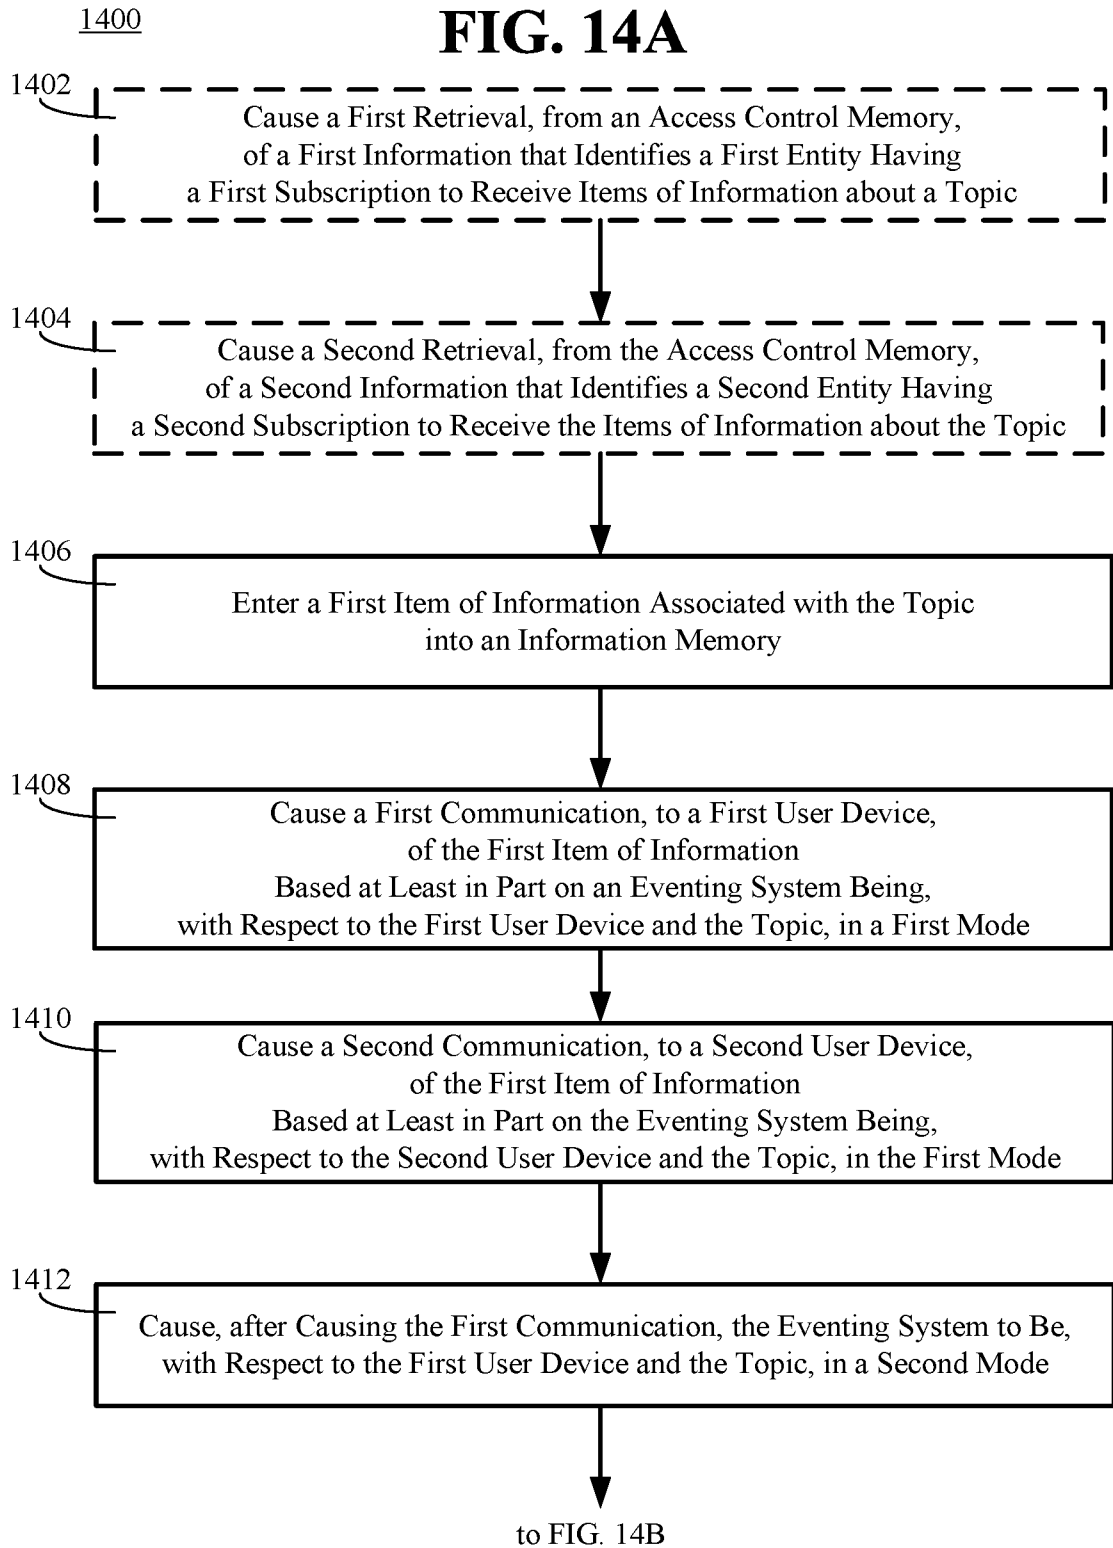 1400
FIG. 14A
1402
Cause a First Retrieval, from an Access Control Memory,
of a First Information that Identifies a First Entity Having
a First Subscription to Receive Items of Information about a Topic
1404
Cause a Second Retrieval, from the Access Control Memory,
of a Second Information that Identifies a Second Entity Having
a Second Subscription to Receive the Items of Information about the Topic
1406
Enter a First Item of Information Associated with the Topic
into an Information Memory
1408
Cause a First Communication, to a First User Device,
of the First Item of Information
Based at Least in Part on an Eventing System Being,
with Respect to the First User Device and the Topic, in a First Mode
1410
Cause a Second Communication, to a Second User Device,
of the First Item of Information
Based at Least in Part on the Eventing System Being,
with Respect to the Second User Device and the Topic, in the First Mode
1412
Cause, after Causing the First Communication, the Eventing System to Be,
with Respect to the First User Device and the Topic, in a Second Mode
to FIG. 14B